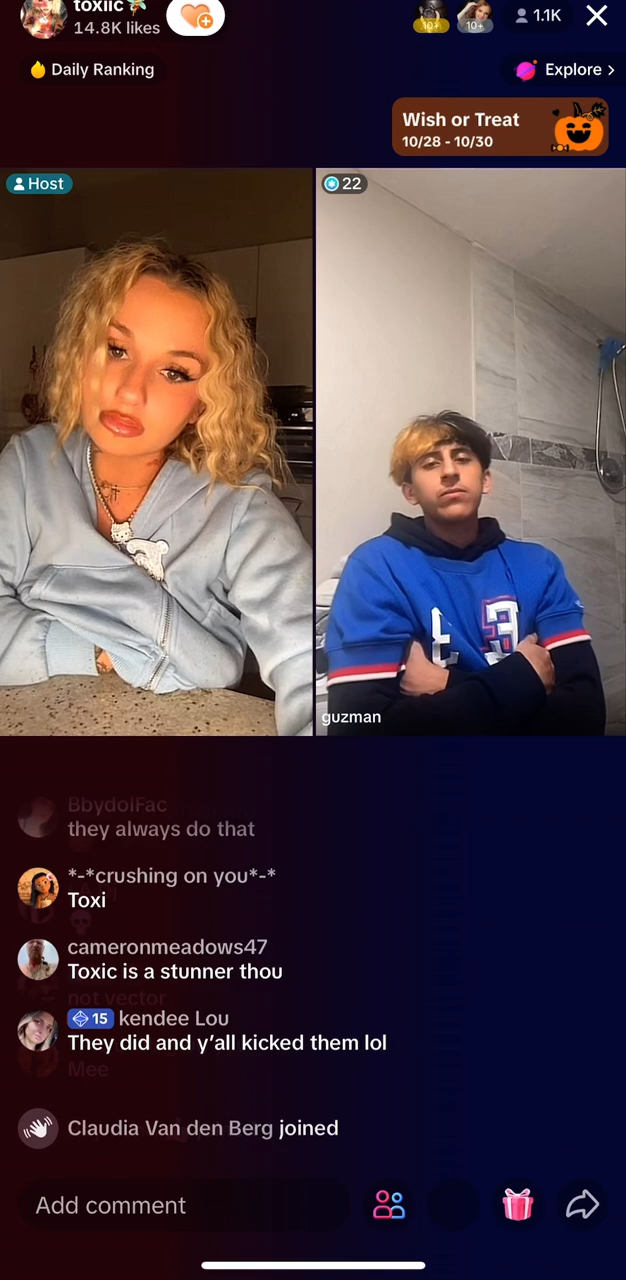 toxiic
14.8K likes
10+
10+
1.1K
Daily Ranking
Explore >
Wish or Treat
10/28 - 10/30
Host
22
guzman
BbydolFac
they always do that
*-*crushing on you*-*
Toxi
cameronmeadows47
Toxic is a stunner thou
not vector
15 kendee Lou
They did and y'all kicked them lol
Mee
Claudia Van den Berg joined
Add comment